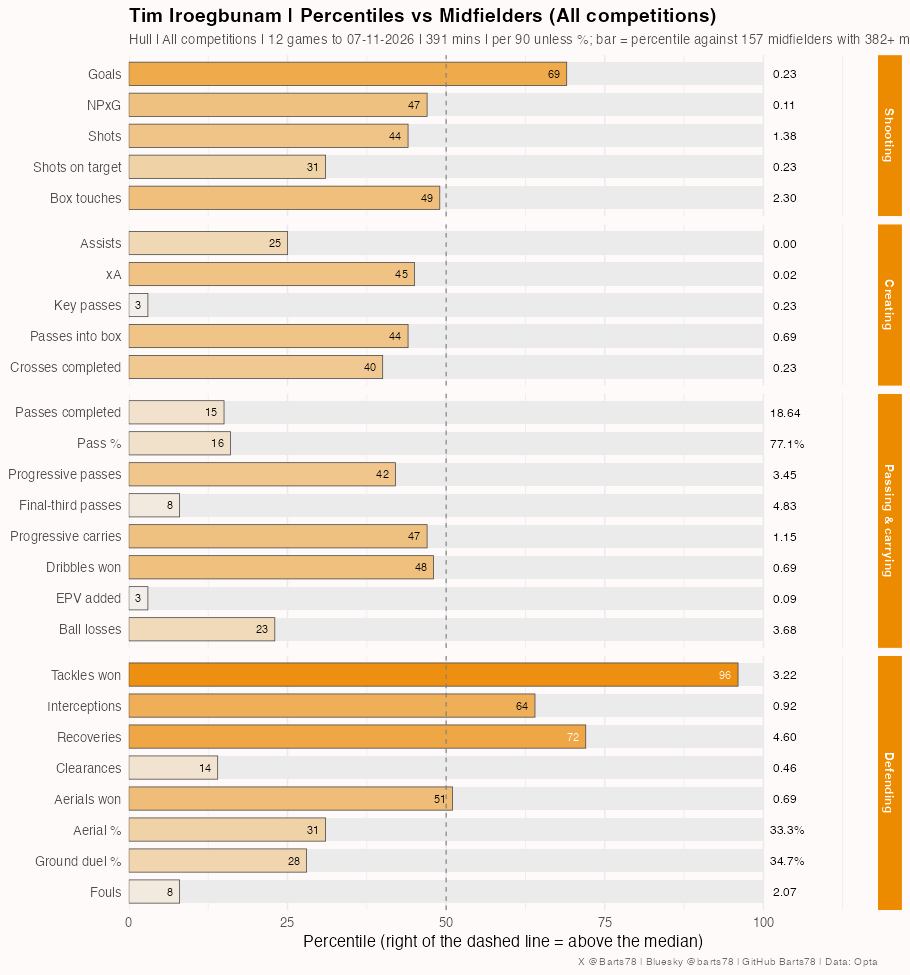 Tim Iroegbunam | Percentiles vs Midfielders (All competitions)
Hull | All competitions | 12 games to 07-11-2026 | 391 mins | per 90 unless %; bar = percentile against 157 midfielders with 382+ m
Shooting
Goals 69 0.23
NPxG 47 0.11
Shots 44 1.38
Shots on target 31 0.23
Box touches 49 2.30
Creating
Assists 25 0.00
xA 45 0.02
Key passes 3 0.23
Passes into box 44 0.69
Crosses completed 40 0.23
Passing & carrying
Passes completed 15 18.64
Pass % 16 77.1%
Progressive passes 42 3.45
Final-third passes 8 4.83
Progressive carries 47 1.15
Dribbles won 48 0.69
EPV added 3 0.09
Ball losses 23 3.68
Defending
Tackles won 96 3.22
Interceptions 64 0.92
Recoveries 72 4.60
Clearances 14 0.46
Aerials won 51 0.69
Aerial % 31 33.3%
Ground duel % 28 34.7%
Fouls 8 2.07
0 25 50 75 100
Percentile (right of the dashed line = above the median)
X @Barts78 | Bluesky @barts78 | GitHub Barts78 | Data: Opta